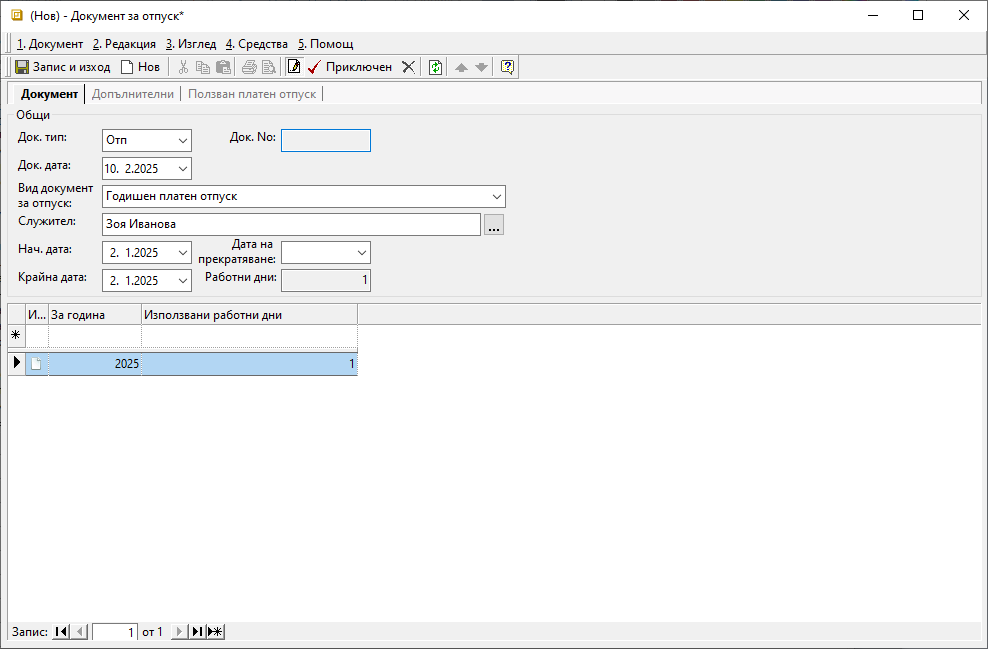 (Нов) - Документ за отпуск*
1. Документ 2. Редакция 3. Изглед 4. Средства 5. Помощ
Запис и изход Нов Приключен
Документ Допълнителни Ползван платен отпуск
Общи
Док. тип: Отп Док. No:
Док. дата: 10. 2.2025
Вид документ за отпуск: Годишен платен отпуск
Служител: Зоя Иванова ...
Нач. дата: 2. 1.2025 Дата на прекратяване:
Крайна дата: 2. 1.2025 Работни дни: 1
И... За година Използвани работни дни
2025 1
Запис: 1 от 1